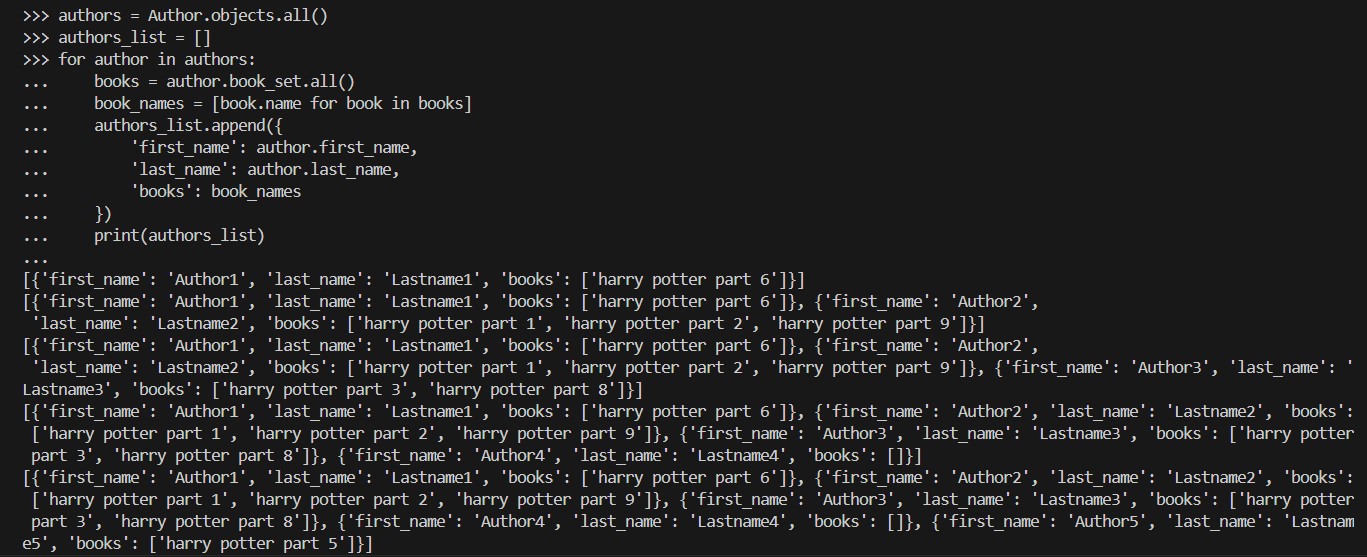 >>> authors = Author.objects.all()
>>> authors_list = []
>>> for author in authors:
...     books = author.book_set.all()
...     book_names = [book.name for book in books]
...     authors_list.append({
...         'first_name': author.first_name,
...         'last_name': author.last_name,
...         'books': book_names
...     })
...     print(authors_list)
...
[{'first_name': 'Author1', 'last_name': 'Lastname1', 'books': ['harry potter part 6']}]
[{'first_name': 'Author1', 'last_name': 'Lastname1', 'books': ['harry potter part 6']}, {'first_name': 'Author2',
 'last_name': 'Lastname2', 'books': ['harry potter part 1', 'harry potter part 2', 'harry potter part 9']}]
[{'first_name': 'Author1', 'last_name': 'Lastname1', 'books': ['harry potter part 6']}, {'first_name': 'Author2',
 'last_name': 'Lastname2', 'books': ['harry potter part 1', 'harry potter part 2', 'harry potter part 9']}, {'first_name': 'Author3', 'last_name': '
Lastname3', 'books': ['harry potter part 3', 'harry potter part 8']}]
[{'first_name': 'Author1', 'last_name': 'Lastname1', 'books': ['harry potter part 6']}, {'first_name': 'Author2', 'last_name': 'Lastname2', 'books':
 ['harry potter part 1', 'harry potter part 2', 'harry potter part 9']}, {'first_name': 'Author3', 'last_name': 'Lastname3', 'books': ['harry potter
 part 3', 'harry potter part 8']}, {'first_name': 'Author4', 'last_name': 'Lastname4', 'books': []}]
[{'first_name': 'Author1', 'last_name': 'Lastname1', 'books': ['harry potter part 6']}, {'first_name': 'Author2', 'last_name': 'Lastname2', 'books':
 ['harry potter part 1', 'harry potter part 2', 'harry potter part 9']}, {'first_name': 'Author3', 'last_name': 'Lastname3', 'books': ['harry potter
 part 3', 'harry potter part 8']}, {'first_name': 'Author4', 'last_name': 'Lastname4', 'books': []}, {'first_name': 'Author5', 'last_name': 'Lastnam
e5', 'books': ['harry potter part 5']}]